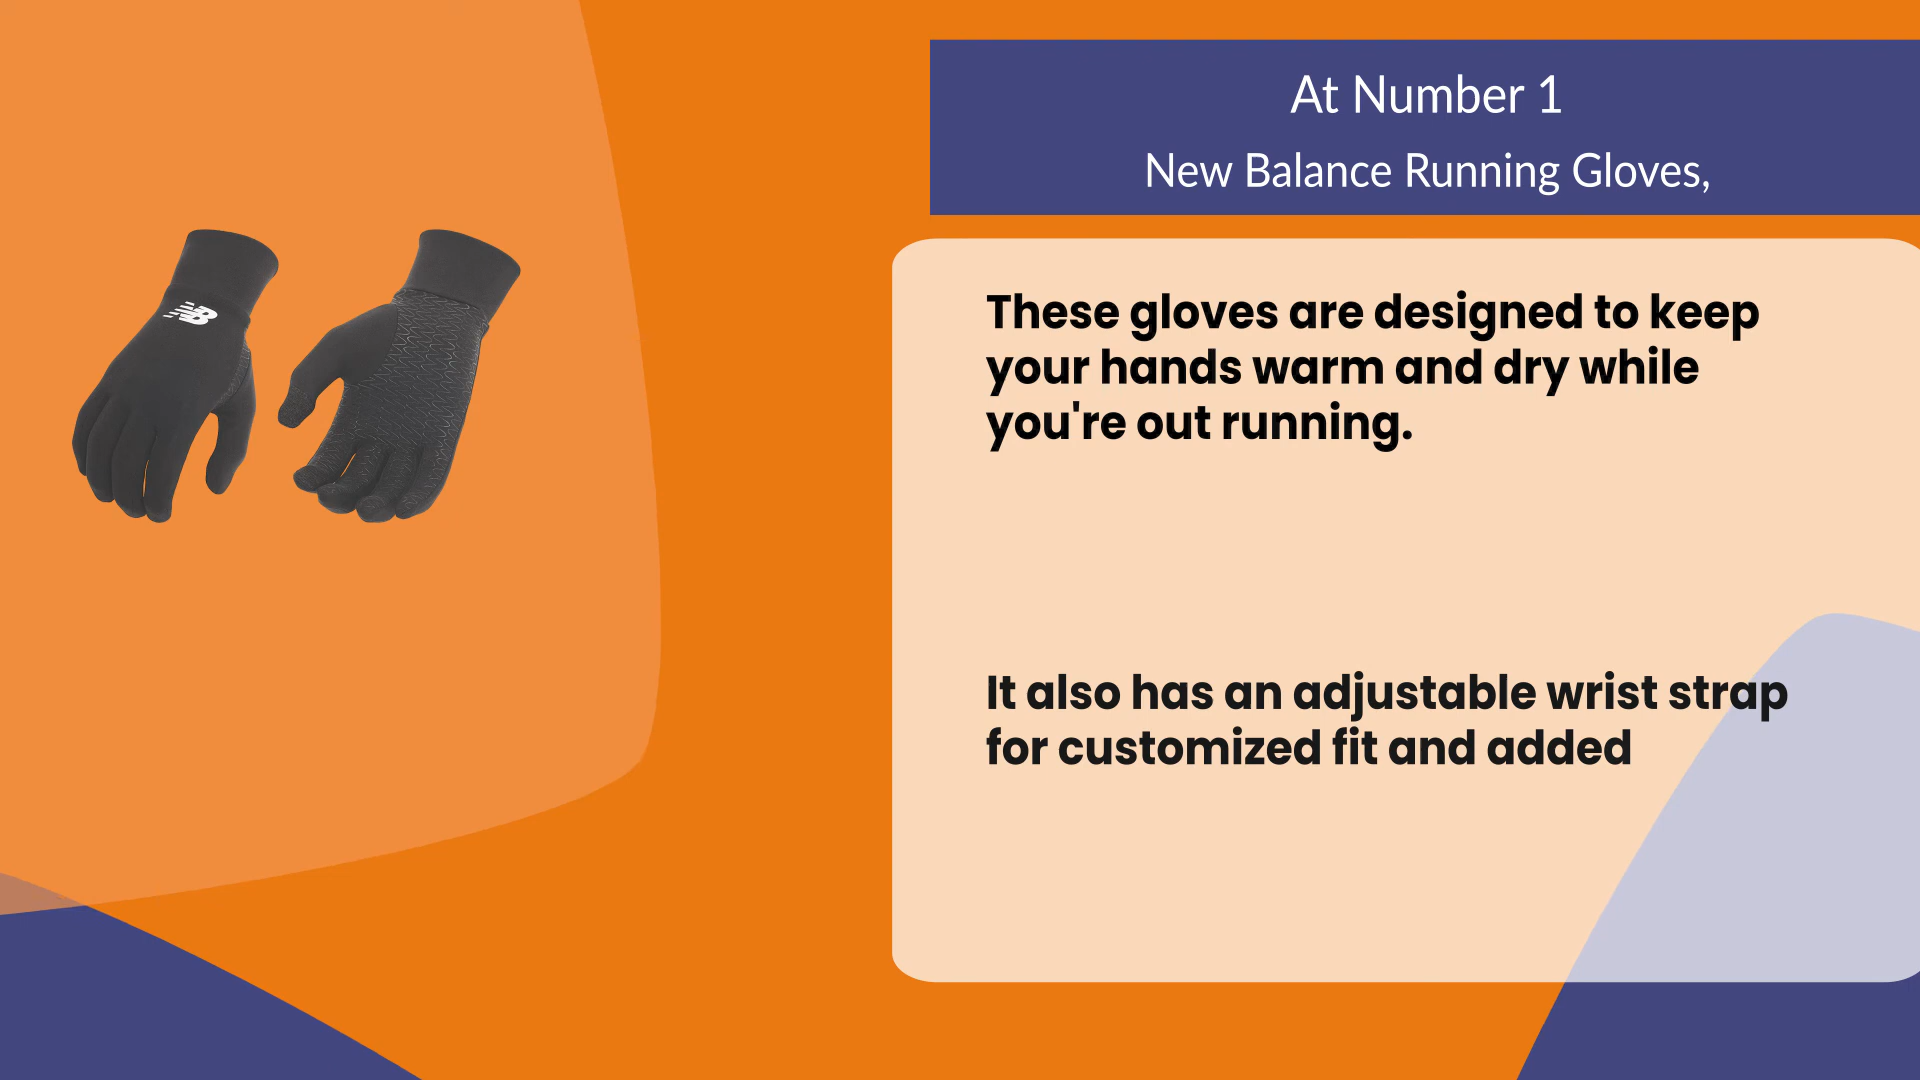 At Number 1
New Balance Running Gloves,
These gloves are designed to keep
your hands warm and dry while
you're out running.
It also has an adjustable wrist strap
for customized fit and added
NB